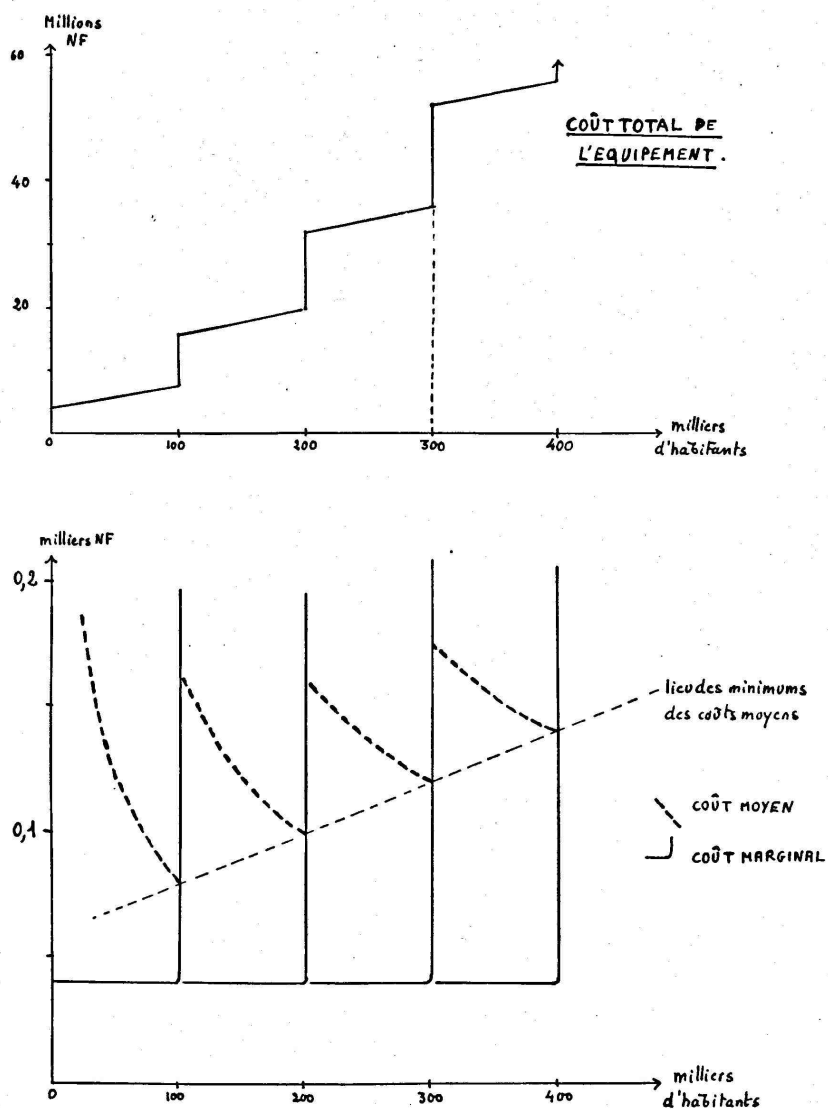 Millions
NF
60
COÛT TOTAL DE
L'EQUIPEMENT.
40
20
0
100
200
300
400
milliers
d'habitants
milliers NF
0,2
lieu des minimums
des coûts moyens
COÛT MOYEN
0,1
COÛT MARGINAL
0
100
200
300
400
milliers
d'habitants